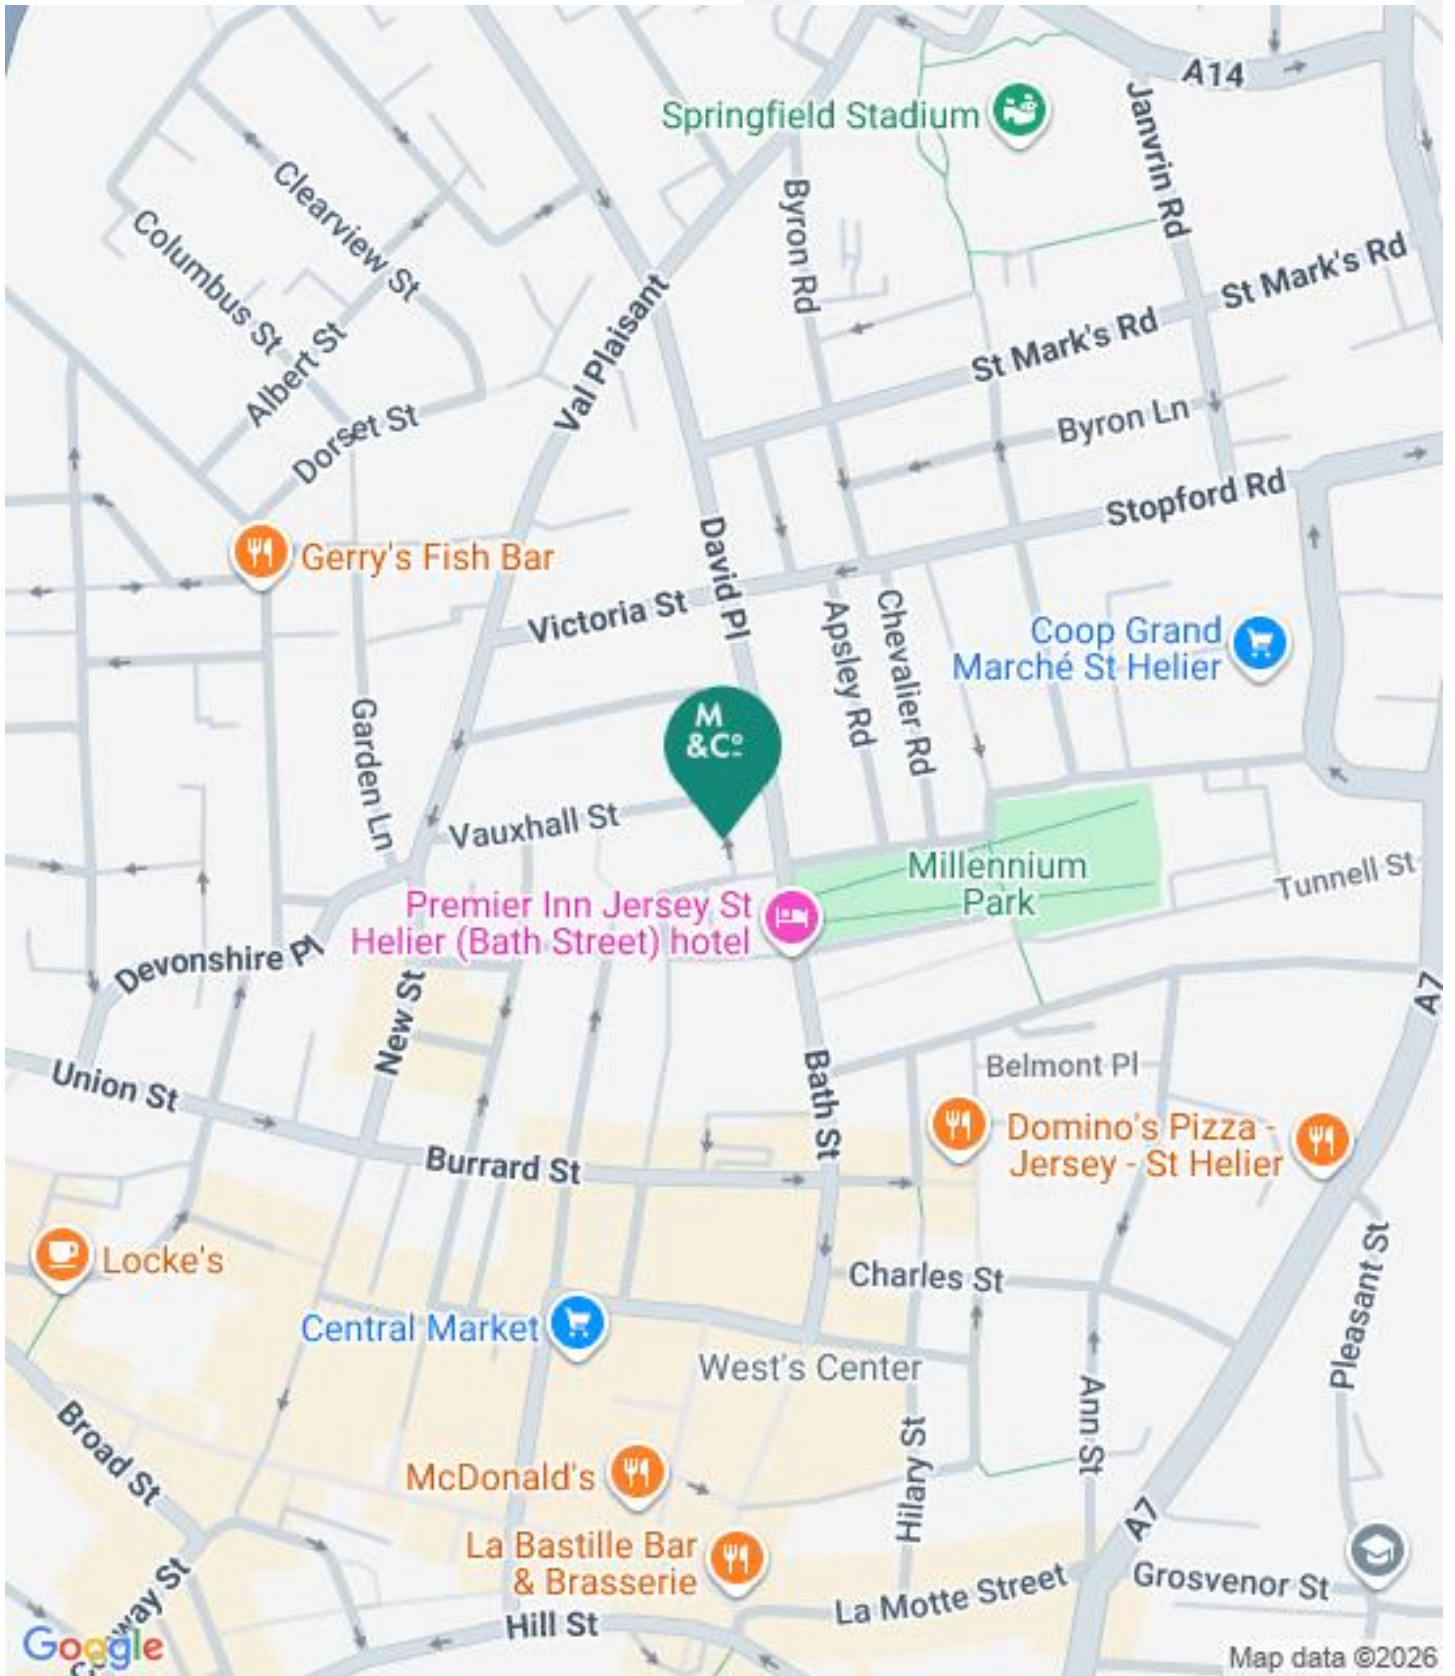 A14
Springfield Stadium
Janvrin Rd
Clearview St
Byron Rd
Columbus St
St Mark's Rd
Albert St
Val Plaisant
St Mark's Rd
Dorset St
Byron Ln
Stopford Rd
David Pl
Gerry's Fish Bar
Victoria St
Apsley Rd
Chevalier Rd
Coop Grand
Marché St Helier
M
&Co
Garden Ln
Vauxhall St
Millennium
Park
Tunnell St
Premier Inn Jersey St
Helier (Bath Street) hotel
Devonshire Pl
New St
A7
Union St
Bath St
Belmont Pl
Domino's Pizza -
Jersey - St Helier
Burrard St
Locke's
Charles St
Pleasant St
Central Market
West's Center
Broad St
Ann St
Hilary St
McDonald's
A7
La Bastille Bar
& Brasserie
La Motte Street
Grosvenor St
Hill St
Google
Map data ©2026